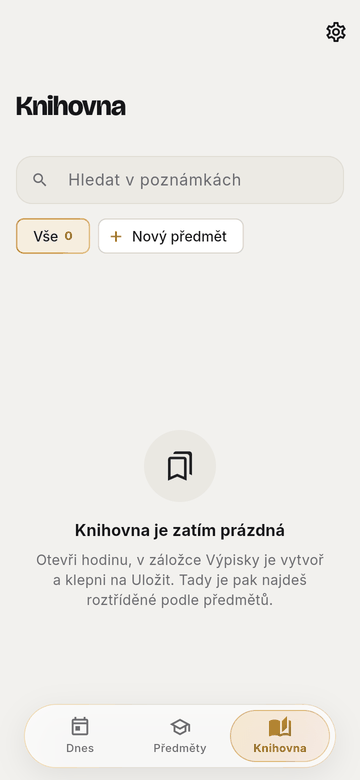 Knihovna
Hledat v poznámkách
Vše 0
+ Nový předmět
Knihovna je zatím prázdná
Otevři hodinu, v záložce Výpisky je vytvoř
a klepni na Uložit. Tady je pak najdeš
roztříděné podle předmětů.
Dnes
Předměty
Knihovna